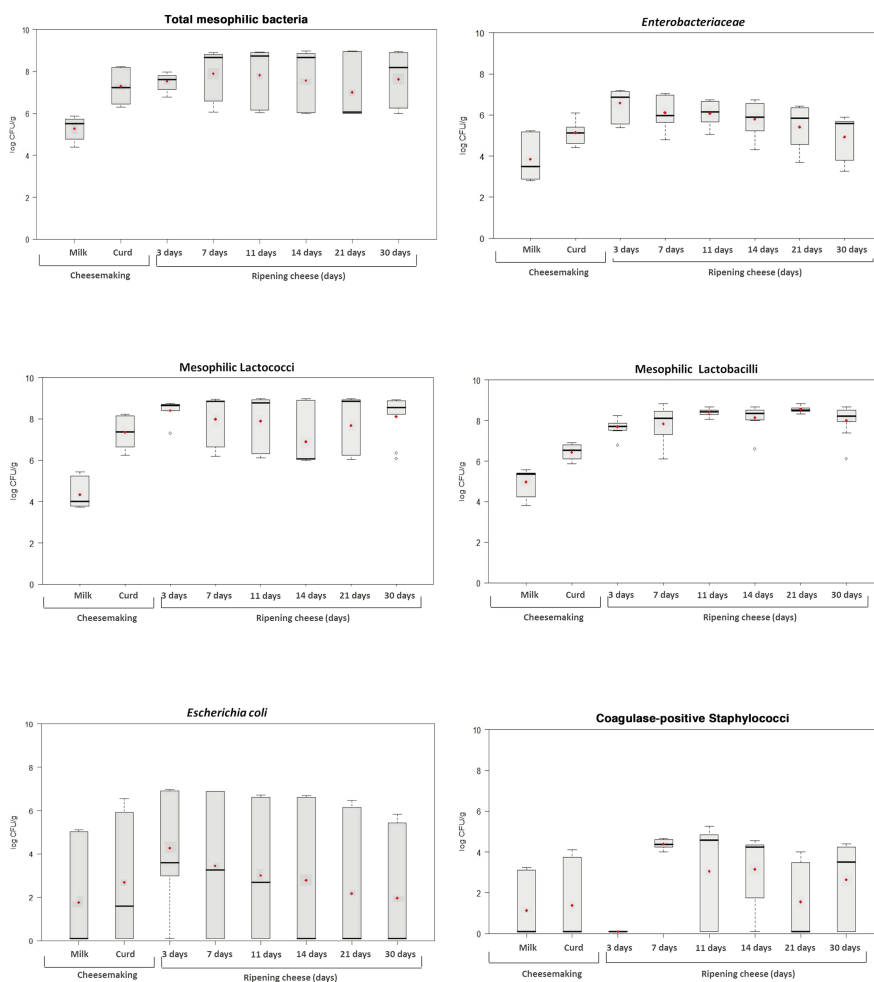 Total mesophilic bacteria
10
8
6
4
2
0
log CFU/g
Milk Curd 3 days 7 days 11 days 14 days 21 days 30 days
Cheesemaking Ripening cheese (days)
Enterobacteriaceae
10
8
6
4
2
0
log CFU/g
Milk Curd 3 days 7 days 11 days 14 days 21 days 30 days
Cheesemaking Ripening cheese (days)
Mesophilic Lactococci
10
8
6
4
2
0
log CFU/g
Milk Curd 3 days 7 days 11 days 14 days 21 days 30 days
Cheesemaking Ripening cheese (days)
Mesophilic Lactobacilli
10
8
6
4
2
0
log CFU/g
Milk Curd 3 days 7 days 11 days 14 days 21 days 30 days
Cheesemaking Ripening cheese (days)
Escherichia coli
10
8
6
4
2
0
log CFU/g
Milk Curd 3 days 7 days 11 days 14 days 21 days 30 days
Cheesemaking Ripening cheese (days)
Coagulase-positive Staphylococci
10
8
6
4
2
0
log CFU/g
Milk Curd 3 days 7 days 11 days 14 days 21 days 30 days
Cheesemaking Ripening cheese (days)